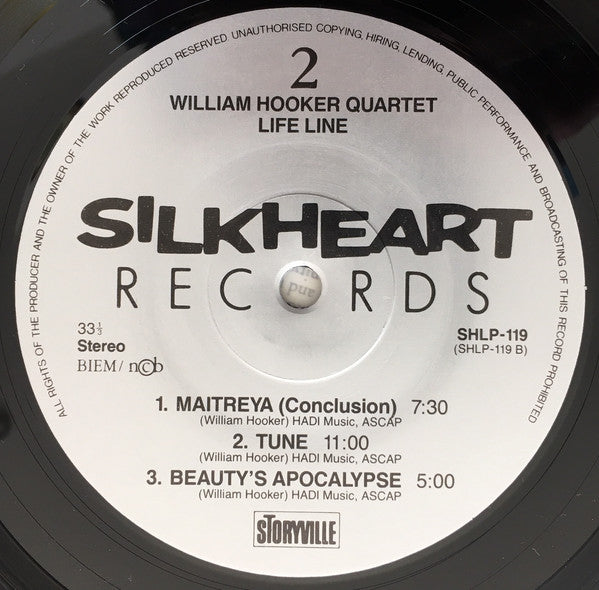 ALL RIGHTS OF THE PRODUCER AND THE OWNER OF THE WORK REPRODUCED RESERVED UNAUTHORISED COPYING, HIRING, LENDING, PUBLIC PERFORMANCE AND BROADCASTING OF THIS RECORD PROHIBITED
2
WILLIAM HOOKER QUARTET
LIFE LINE
SILKHEART
RECORDS
33⅓
Stereo
BIEM/ n©b
SHLP-119
(SHLP-119 B)
1. MAITREYA (Conclusion) 7:30
(William Hooker) HADI Music, ASCAP
2. TUNE 11:00
(William Hooker) HADI Music, ASCAP
3. BEAUTY'S APOCALYPSE 5:00
(William Hooker) HADI Music, ASCAP
STORYVILLE